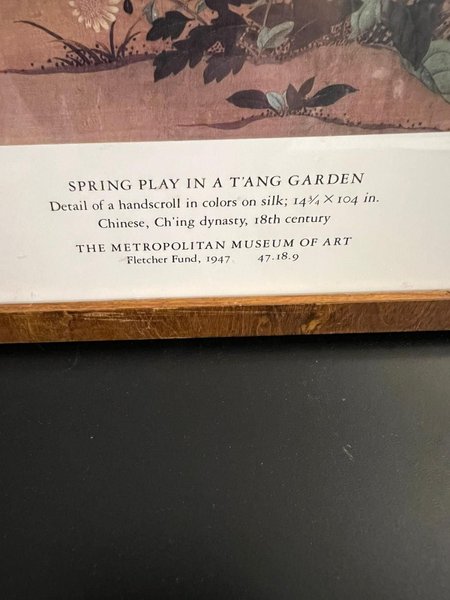 SPRING PLAY IN A T'ANG GARDEN
Detail of a handscroll in colors on silk; 14¾ × 104 in.
Chinese, Ch'ing dynasty, 18th century
THE METROPOLITAN MUSEUM OF ART
Fletcher Fund, 1947 47.18.9